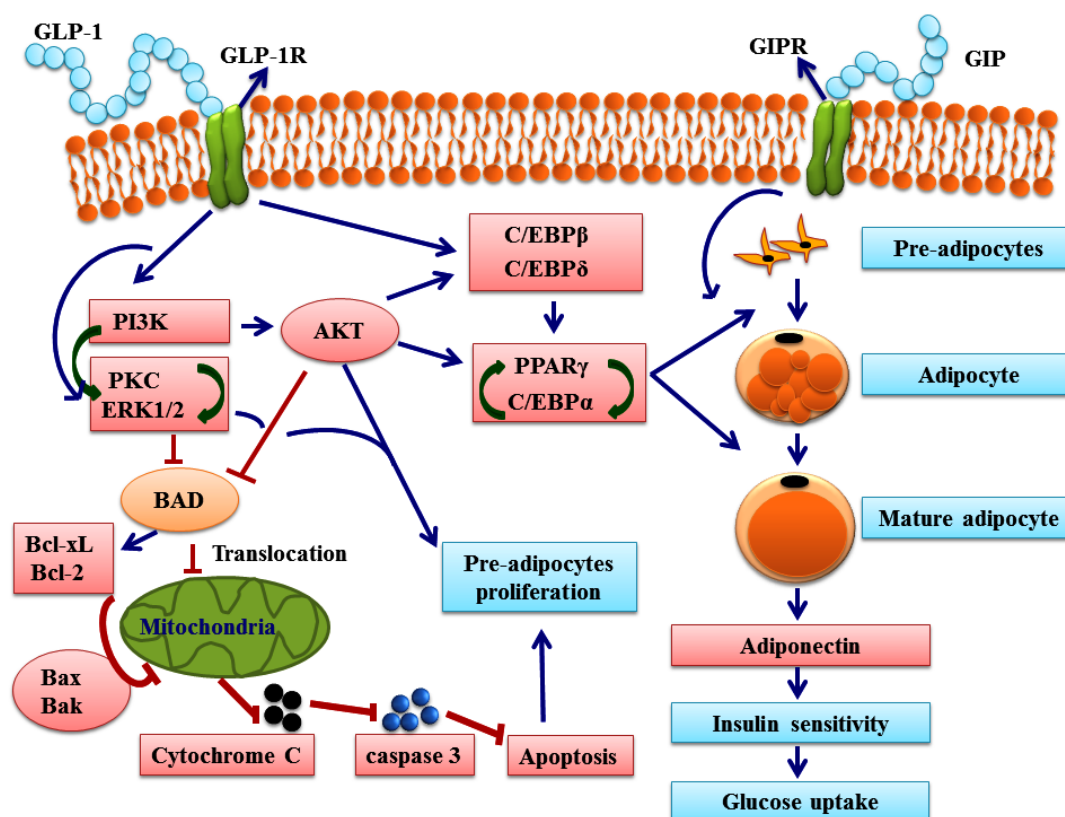 GLP-1
GLP-1R
GIPR
GIP
C/EBPβ
C/EBPδ
Pre-adipocytes
PI3K
AKT
PKC
ERK1/2
PPARγ
C/EBPα
Adipocyte
BAD
Mature adipocyte
Bcl-xL
Bcl-2
Translocation
Pre-adipocytes
proliferation
Mitochondria
Adiponectin
Bax
Bak
Insulin sensitivity
Cytochrome C
caspase 3
Apoptosis
Glucose uptake